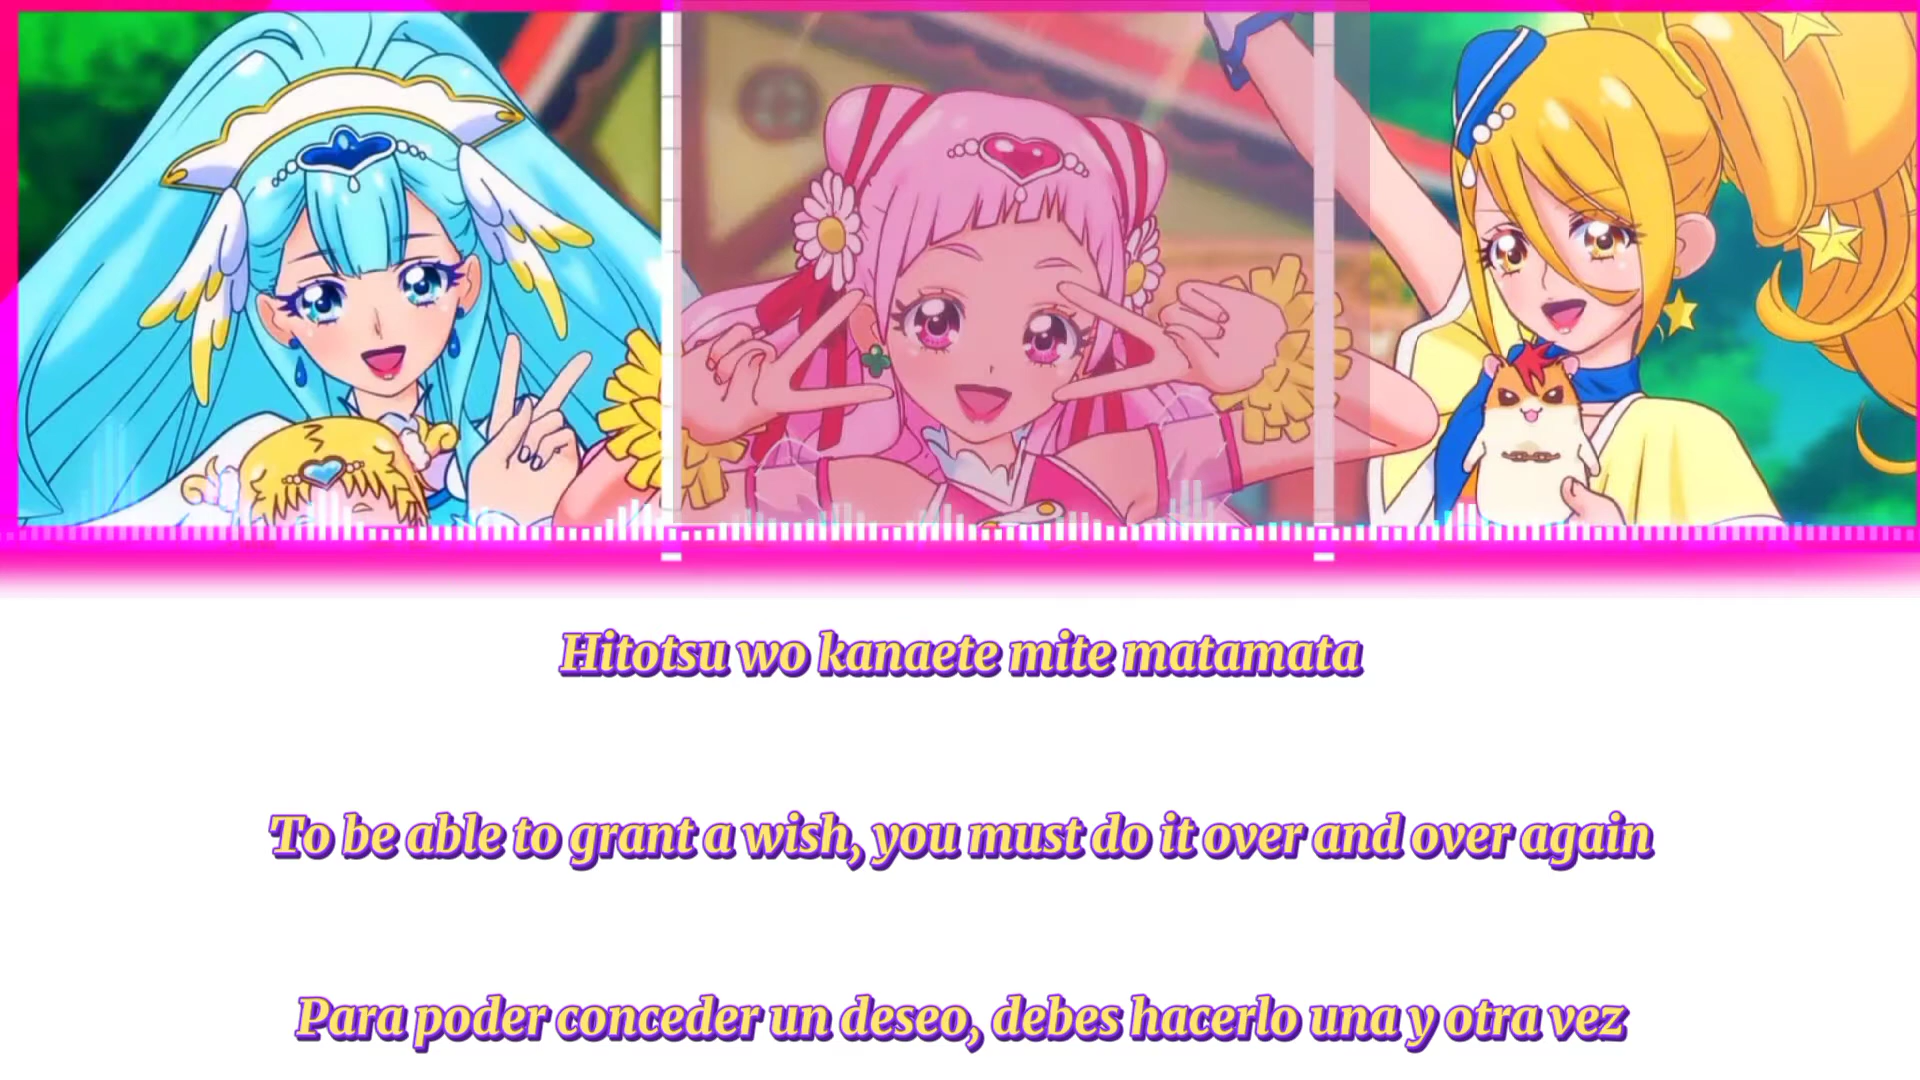 Hitotsu wo kanaete mite matamata
To be able to grant a wish, you must do it over and over again
Para poder conceder un deseo, debes hacerlo una y otra vez